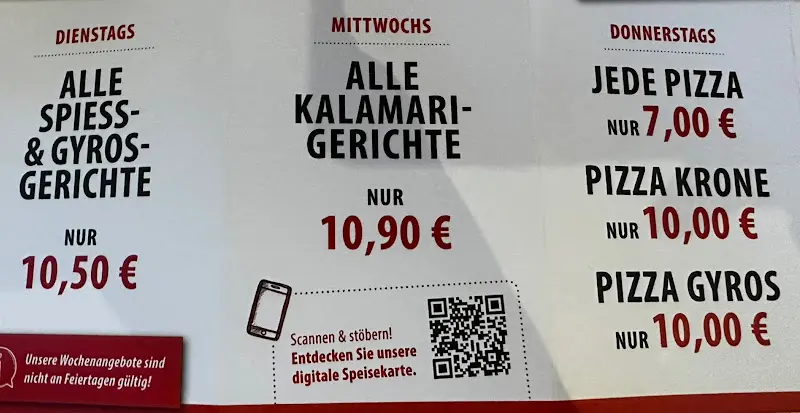 DIENSTAGS
ALLE
SPIESS-
& GYROS-
GERICHTE
NUR
10,50 €
Unsere Wochenangebote sind
nicht an Feiertagen gültig!
MITTWOCHS
ALLE
KALAMARI-
GERICHTE
NUR
10,90 €
Scannen & stöbern!
Entdecken Sie unsere
digitale Speisekarte.
DONNERSTAGS
JEDE PIZZA
NUR 7,00 €
PIZZA KRONE
NUR 10,00 €
PIZZA GYROS
NUR 10,00 €